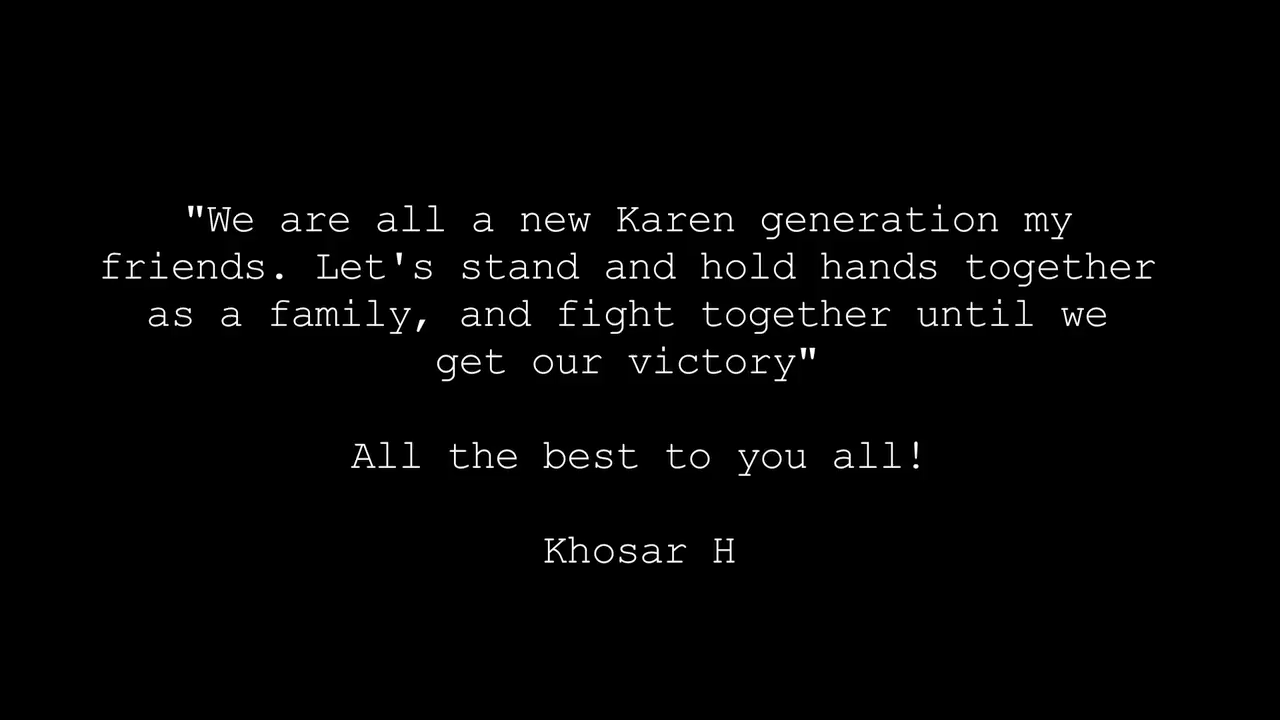 "We are all a new Karen generation my
friends. Let's stand and hold hands together
as a family, and fight together until we
get our victory"
All the best to you all!
Khosar H